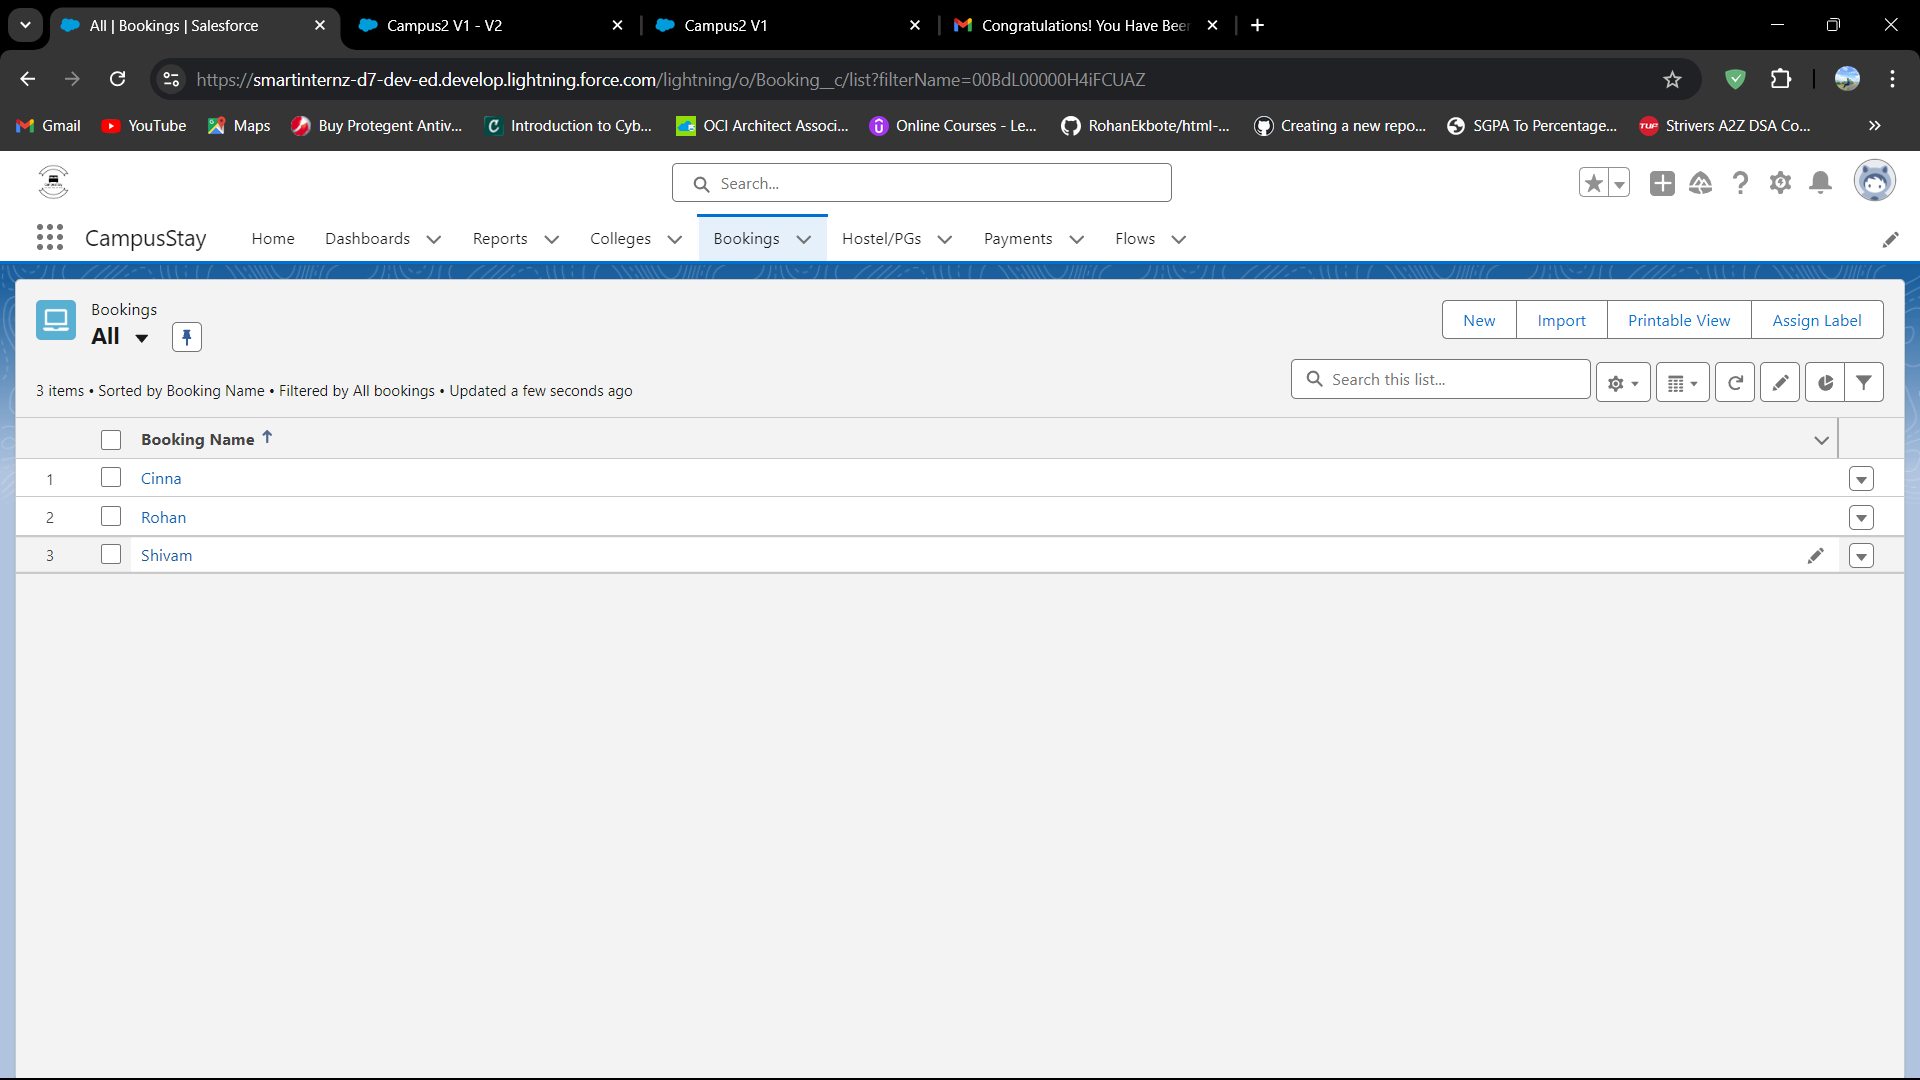 All | Bookings | Salesforce
Campus2 V1 - V2
Campus2 V1
Congratulations! You Have Beer
https://smartinternz-d7-dev-ed.develop.lightning.force.com/lightning/o/Booking__c/list?filterName=00BdL00000H4iFCUAZ
Gmail
YouTube
Maps
Buy Protegent Antiv...
Introduction to Cyb...
OCI Architect Associ...
Online Courses - Le...
RohanEkbote/html-...
Creating a new repo...
SGPA To Percentage...
TUF
Strivers A2Z DSA Co...
Search...
CampusStay
Home
Dashboards
Reports
Colleges
Bookings
Hostel/PGs
Payments
Flows
Bookings
All
New
Import
Printable View
Assign Label
3 items • Sorted by Booking Name • Filtered by All bookings • Updated a few seconds ago
Search this list...
Booking Name
1 Cinna
2 Rohan
3 Shivam